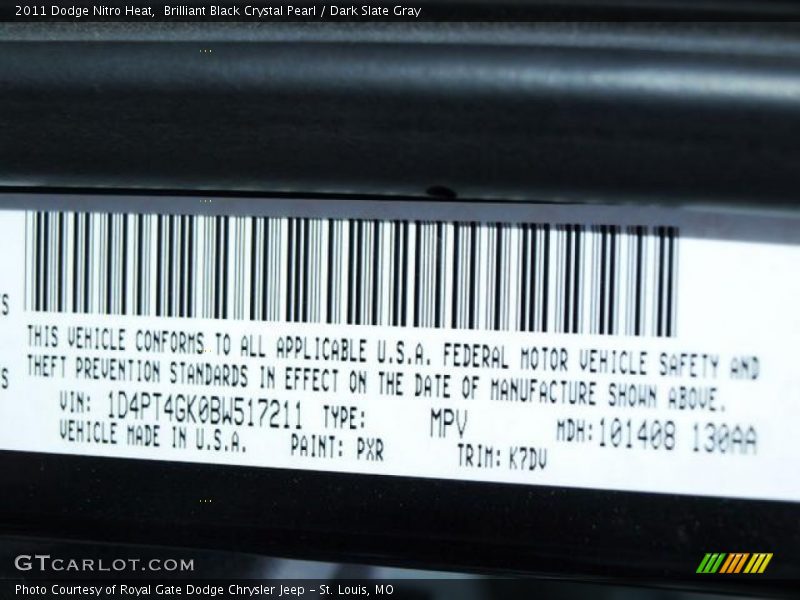 2011 Dodge Nitro Heat,  Brilliant Black Crystal Pearl / Dark Slate Gray
S
THIS VEHICLE CONFORMS TO ALL APPLICABLE U.S.A. FEDERAL MOTOR VEHICLE SAFETY AND
S
THEFT PREVENTION STANDARDS IN EFFECT ON THE DATE OF MANUFACTURE SHOWN ABOVE.
VIN: 1D4PT4GK0BW517211 TYPE: MPV MDH:101408 130AA
VEHICLE MADE IN U.S.A. PAINT: PXR TRIM: K7DV
GTCARLOT.COM
Photo Courtesy of Royal Gate Dodge Chrysler Jeep - St. Louis, MO